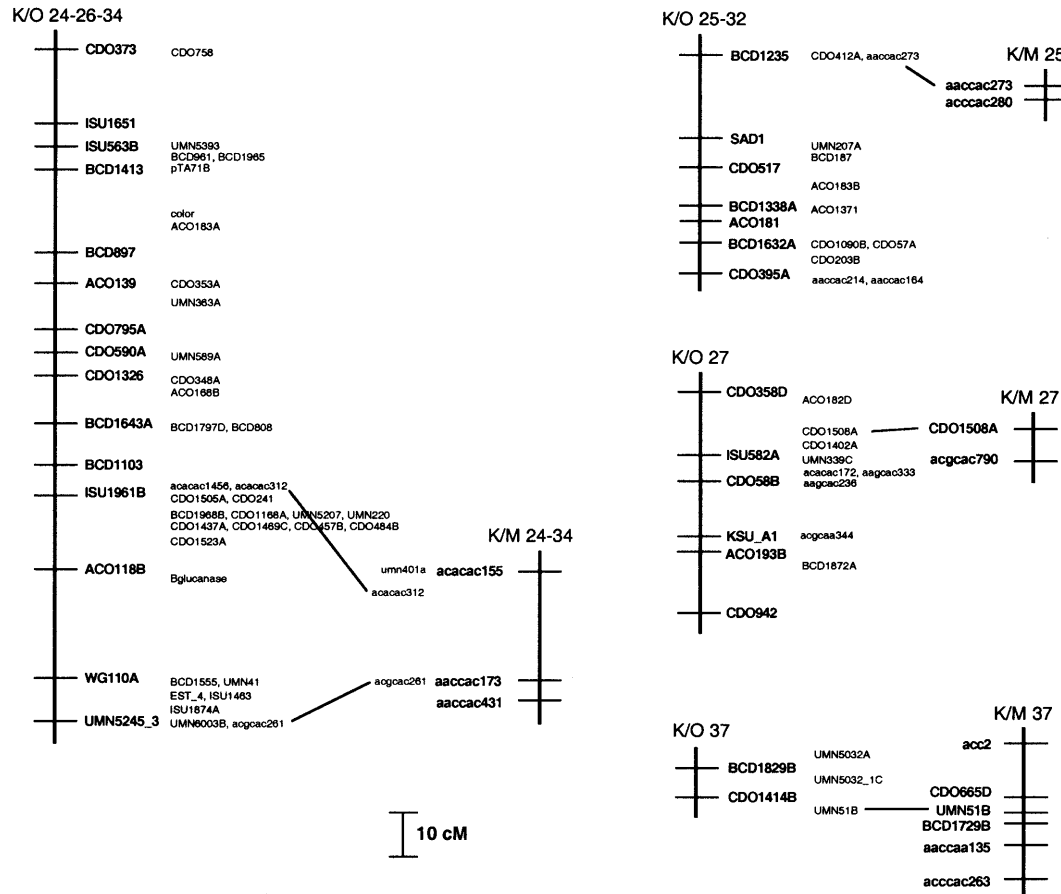 K/O 24-26-34
CDO373 CDO758
ISU1651
ISU563B UMN5393
BCD961, BCD1965
BCD1413 pTA71B
color
ACO183A
BCD897
ACO139 CDO353A
UMN363A
CDO795A
CDO590A UMN589A
CDO1326 CDO348A
ACO168B
BCD1643A BCD1797D, BCD808
BCD1103
acacac1456, acacac312
ISU1961B CDO1505A, CDO241
BCD1968B, CDO1168A, UMN5207, UMN220
CDO1437A, CDO1469C, CDO457B, CDO484B
CDO1523A
ACO118B Bglucanase
WG110A BCD1555, UMN41
EST_4, ISU1463
ISU1874A
UMN5245_3 UMN6003B, acgcac261
K/M 24-34
umn401a acacac155
acacac312
acgcac261 aaccac173
aaccac431
10 cM
K/O 25-32
BCD1235 CDO412A, aaccac273
SAD1 UMN207A
BCD187
CDO517
ACO183B
BCD1338A ACO1371
ACO181
BCD1632A CDO1090B, CDO57A
CDO203B
CDO395A aaccac214, aaccac164
K/M 25
aaccac273
acccac280
K/O 27
CDO358D ACO182D
CDO1508A
CDO1402A
ISU582A UMN339C
acacac172, aagcac333
CDO58B aagcac236
KSU_A1 acgcaa344
ACO193B
BCD1872A
CDO942
K/M 27
CDO1508A
acgcac790
K/O 37
UMN5032A
BCD1829B
UMN5032_1C
CDO1414B
UMN51B
K/M 37
acc2
CDO665D
UMN51B
BCD1729B
aaccaa135
acccac263